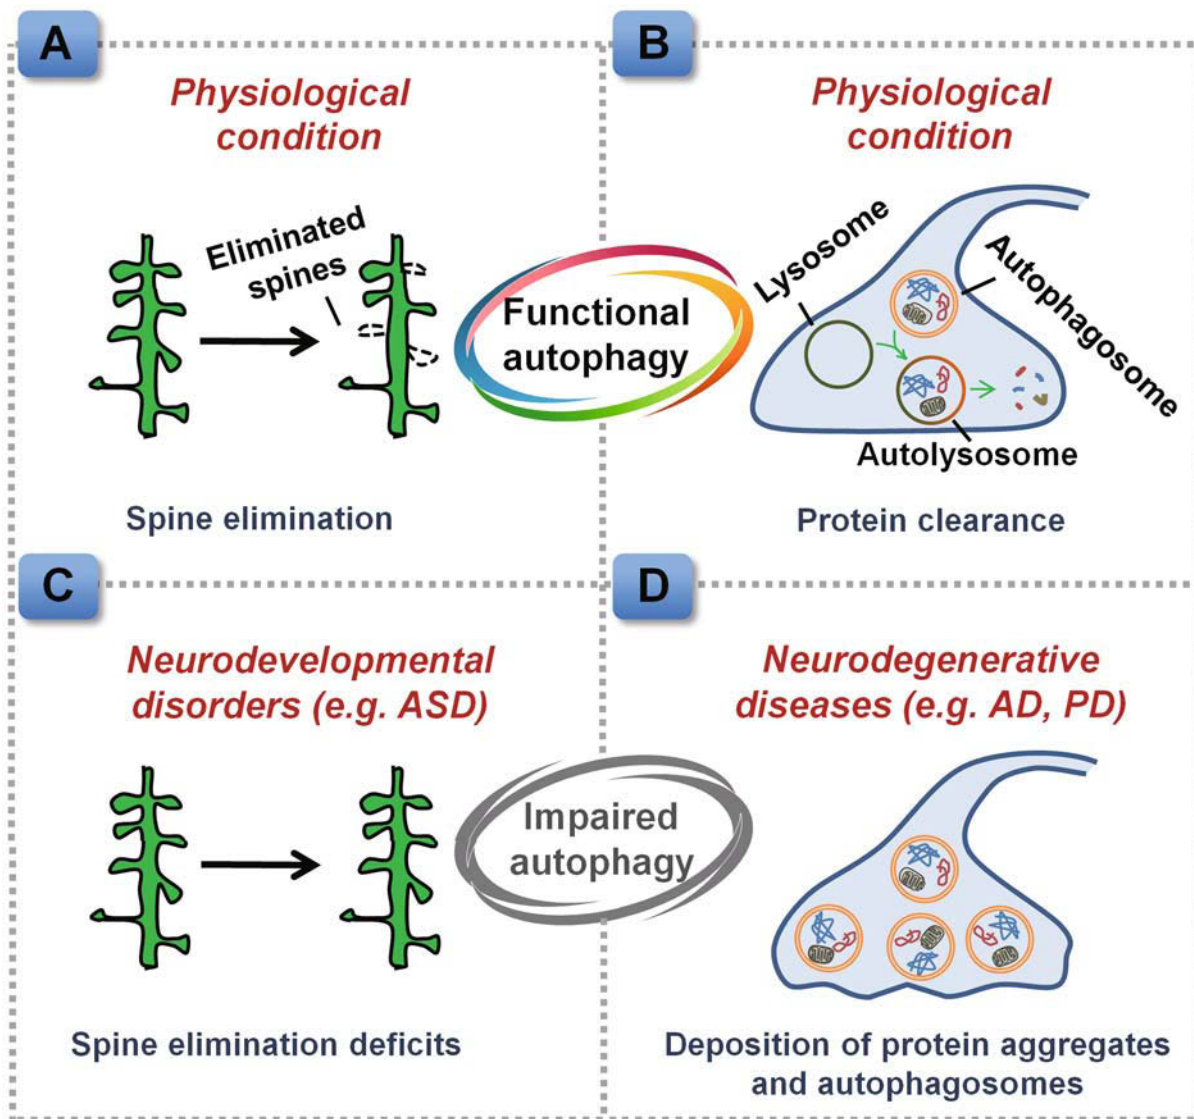 A
Physiological
condition
Eliminated
spines
Spine elimination
B
Physiological
condition
Lysosome
Autophagosome
Autolysosome
Protein clearance
Functional
autophagy
C
Neurodevelopmental
disorders (e.g. ASD)
Spine elimination deficits
D
Neurodegenerative
diseases (e.g. AD, PD)
Deposition of protein aggregates
and autophagosomes
Impaired
autophagy